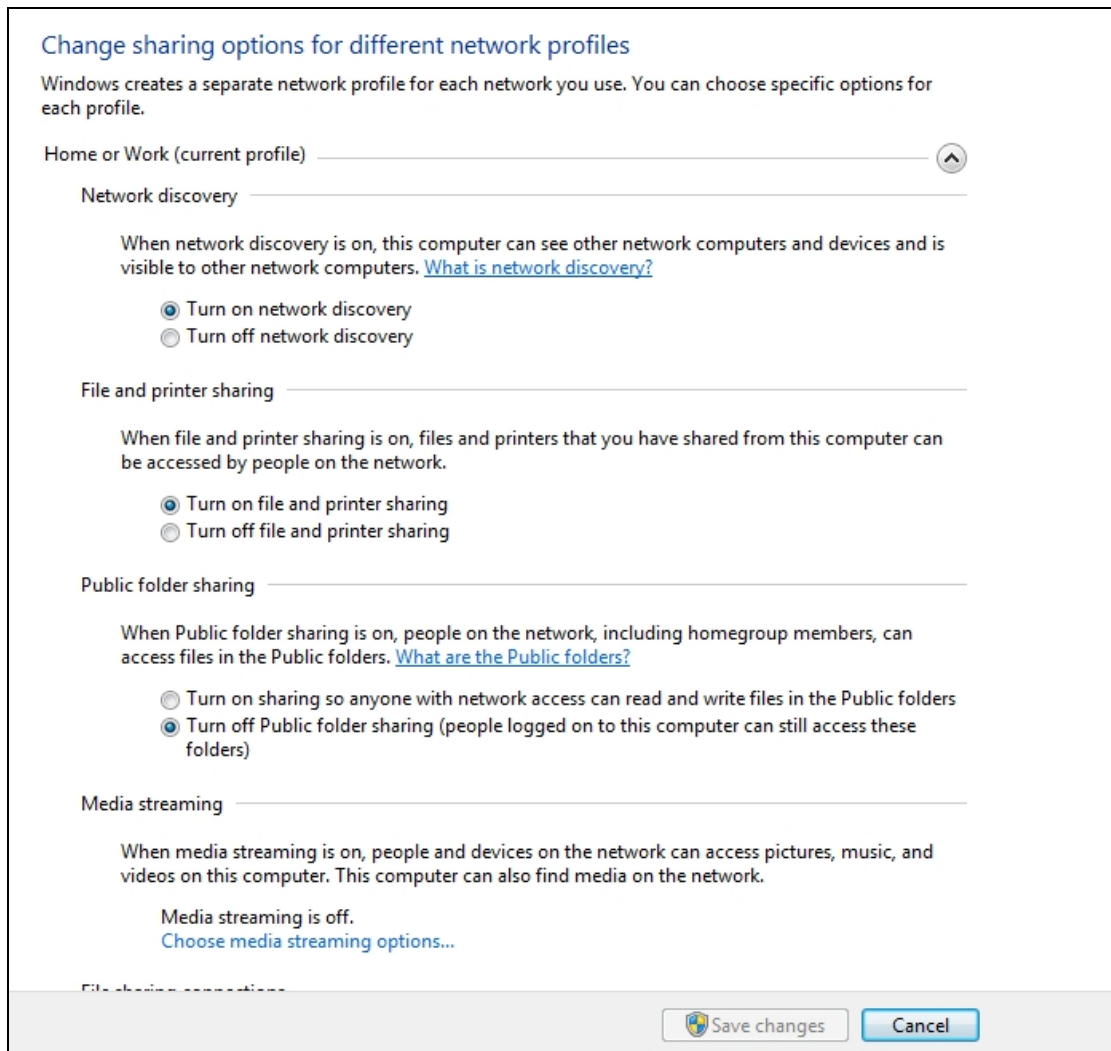 Change sharing options for different network profiles
Windows creates a separate network profile for each network you use. You can choose specific options for
each profile.
Home or Work (current profile)
Network discovery
When network discovery is on, this computer can see other network computers and devices and is
visible to other network computers. What is network discovery?
Turn on network discovery
Turn off network discovery
File and printer sharing
When file and printer sharing is on, files and printers that you have shared from this computer can
be accessed by people on the network.
Turn on file and printer sharing
Turn off file and printer sharing
Public folder sharing
When Public folder sharing is on, people on the network, including homegroup members, can
access files in the Public folders. What are the Public folders?
Turn on sharing so anyone with network access can read and write files in the Public folders
Turn off Public folder sharing (people logged on to this computer can still access these
folders)
Media streaming
When media streaming is on, people and devices on the network can access pictures, music, and
videos on this computer. This computer can also find media on the network.
Media streaming is off.
Choose media streaming options...
File sharing connections
Save changes
Cancel